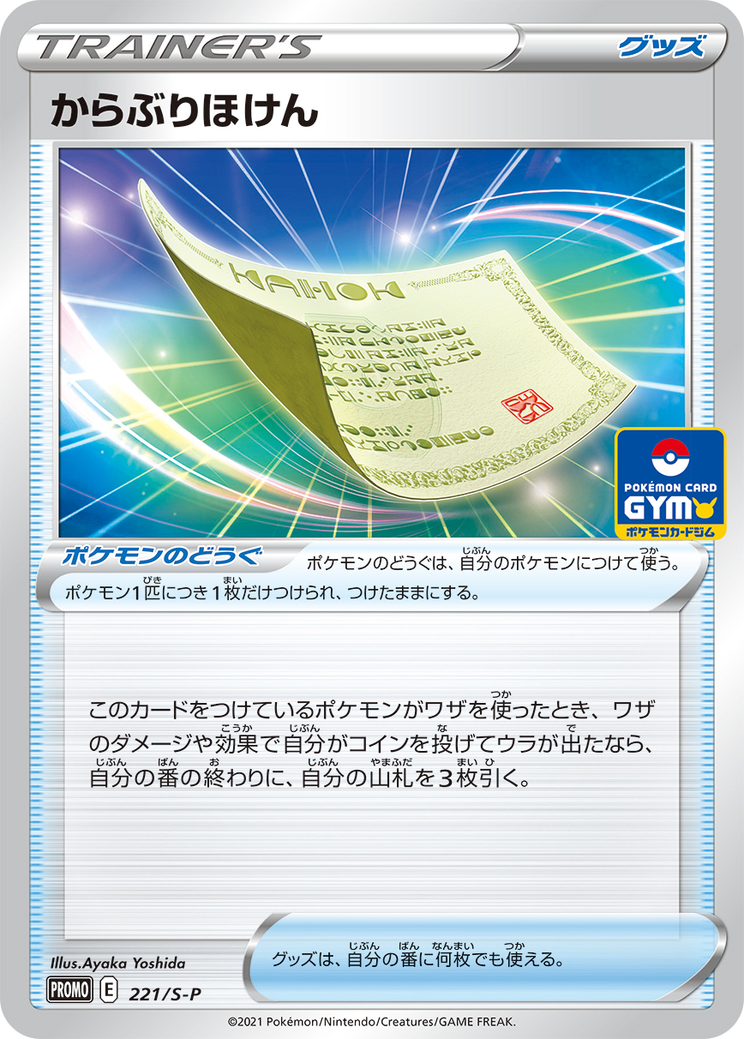 TRAINER'S
グッズ
からぶりほけん
POKÉMON CARD
GYM
ポケモンカードジム
ポケモンのどうぐ
ポケモンのどうぐは、自分のポケモンにつけて使う。
ポケモン1匹につき1枚だけつけられ、つけたままにする。
このカードをつけているポケモンがワザを使ったとき、ワザ
のダメージや効果で自分がコインを投げてウラが出たなら、
自分の番の終わりに、自分の山札を3枚引く。
Illus.Ayaka Yoshida
グッズは、自分の番に何枚でも使える。
PROMO E 221/S-P
©2021 Pokémon/Nintendo/Creatures/GAME FREAK.